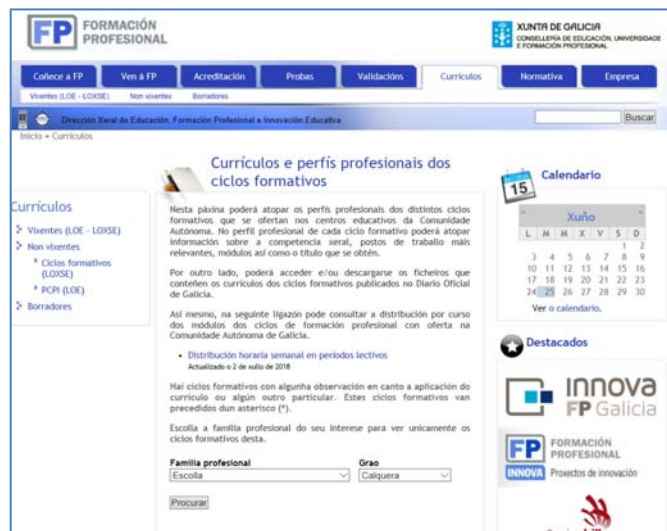 FP FORMACIÓN
PROFESIONAL
XUNTA DE GALICIA
CONSELLERÍA DE EDUCACIÓN, UNIVERSIDADE
E FORMACIÓN PROFESIONAL
Coñece a FP Ven á FP Acreditación Probas Validacións Currículos Normativa Empresa
Vixentes (LOE - LOXSE) Non vixentes Borradores
Dirección Xeral de Educación, Formación Profesional e Innovación Educativa
Buscar
Inicio » Currículos
Currículos
Vixentes (LOE - LOXSE)
Non vixentes
Ciclos formativos
(LOXSE)
PCPI (LOE)
Borradores
Currículos e perfís profesionais dos
ciclos formativos
Nesta páxina poderá atopar os perfís profesionais dos distintos ciclos
formativos que se ofertan nos centros educativos da Comunidade
Autónoma. No perfil profesional de cada ciclo formativo poderá atopar
información sobre a competencia xeral, postos de traballo máis
relevantes, módulos así como o título que se obtén.
Por outro lado, poderá acceder e/ou descargarse os ficheiros que
conteñen os currículos dos ciclos formativos publicados no Diario Oficial
de Galicia.
Así mesmo, na seguinte ligazón pode consultar a distribución por curso
dos módulos dos ciclos de formación profesional con oferta na
Comunidade Autónoma de Galicia.
• Distribución horaria semanal en períodos lectivos
Actualizado o 2 de xullo de 2018
Hai ciclos formativos con algunha observación en canto a aplicación do
currículo ou algún outro particular. Estes ciclos formativos van
precedidos dun asterisco (*).
Escolla a familia profesional do seu interese para ver unicamente os
ciclos formativos desta.
Familia profesional Grao
Escolla Calquera
Procurar
15 Calendario
« Xuño »
L M M X V S D
1 2
3 4 5 6 7 8 9
10 11 12 13 14 15 16
17 18 19 20 21 22 23
24 25 26 27 28 29 30
Ver o calendario.
Destacados
innova
FP Galicia
FP FORMACIÓN
PROFESIONAL
INNOVA Proxectos de innovación